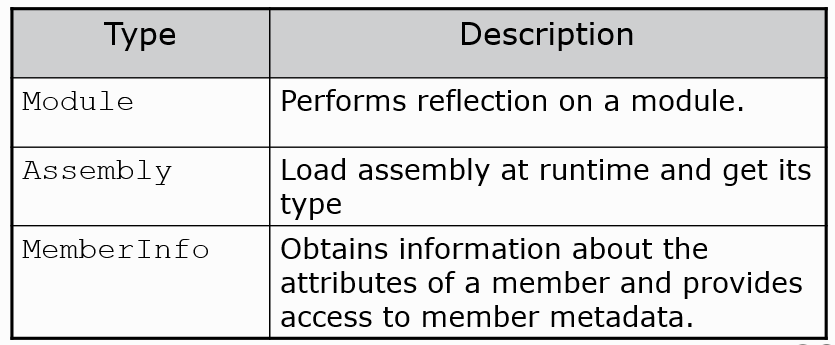 Type Description
Module Performs reflection on a module.
Assembly Load assembly at runtime and get its
type
MemberInfo Obtains information about the
attributes of a member and provides
access to member metadata.